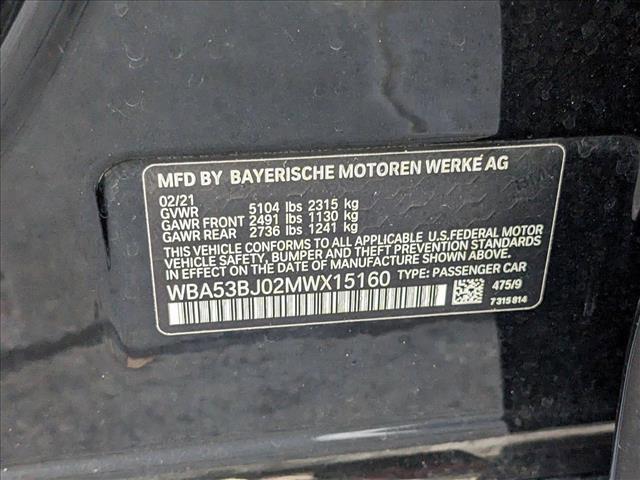 MFD BY BAYERISCHE MOTOREN WERKE AG
02/21
GVWR 5104 lbs 2315 kg
GAWR FRONT 2491 lbs 1130 kg
GAWR REAR 2736 lbs 1241 kg
THIS VEHICLE CONFORMS TO ALL APPLICABLE U.S.FEDERAL MOTOR
VEHICLE SAFETY, BUMPER AND THEFT PREVENTION STANDARDS
IN EFFECT ON THE DATE OF MANUFACTURE SHOWN ABOVE.
WBA53BJ02MWX15160 TYPE: PASSENGER CAR
475/9
7315814